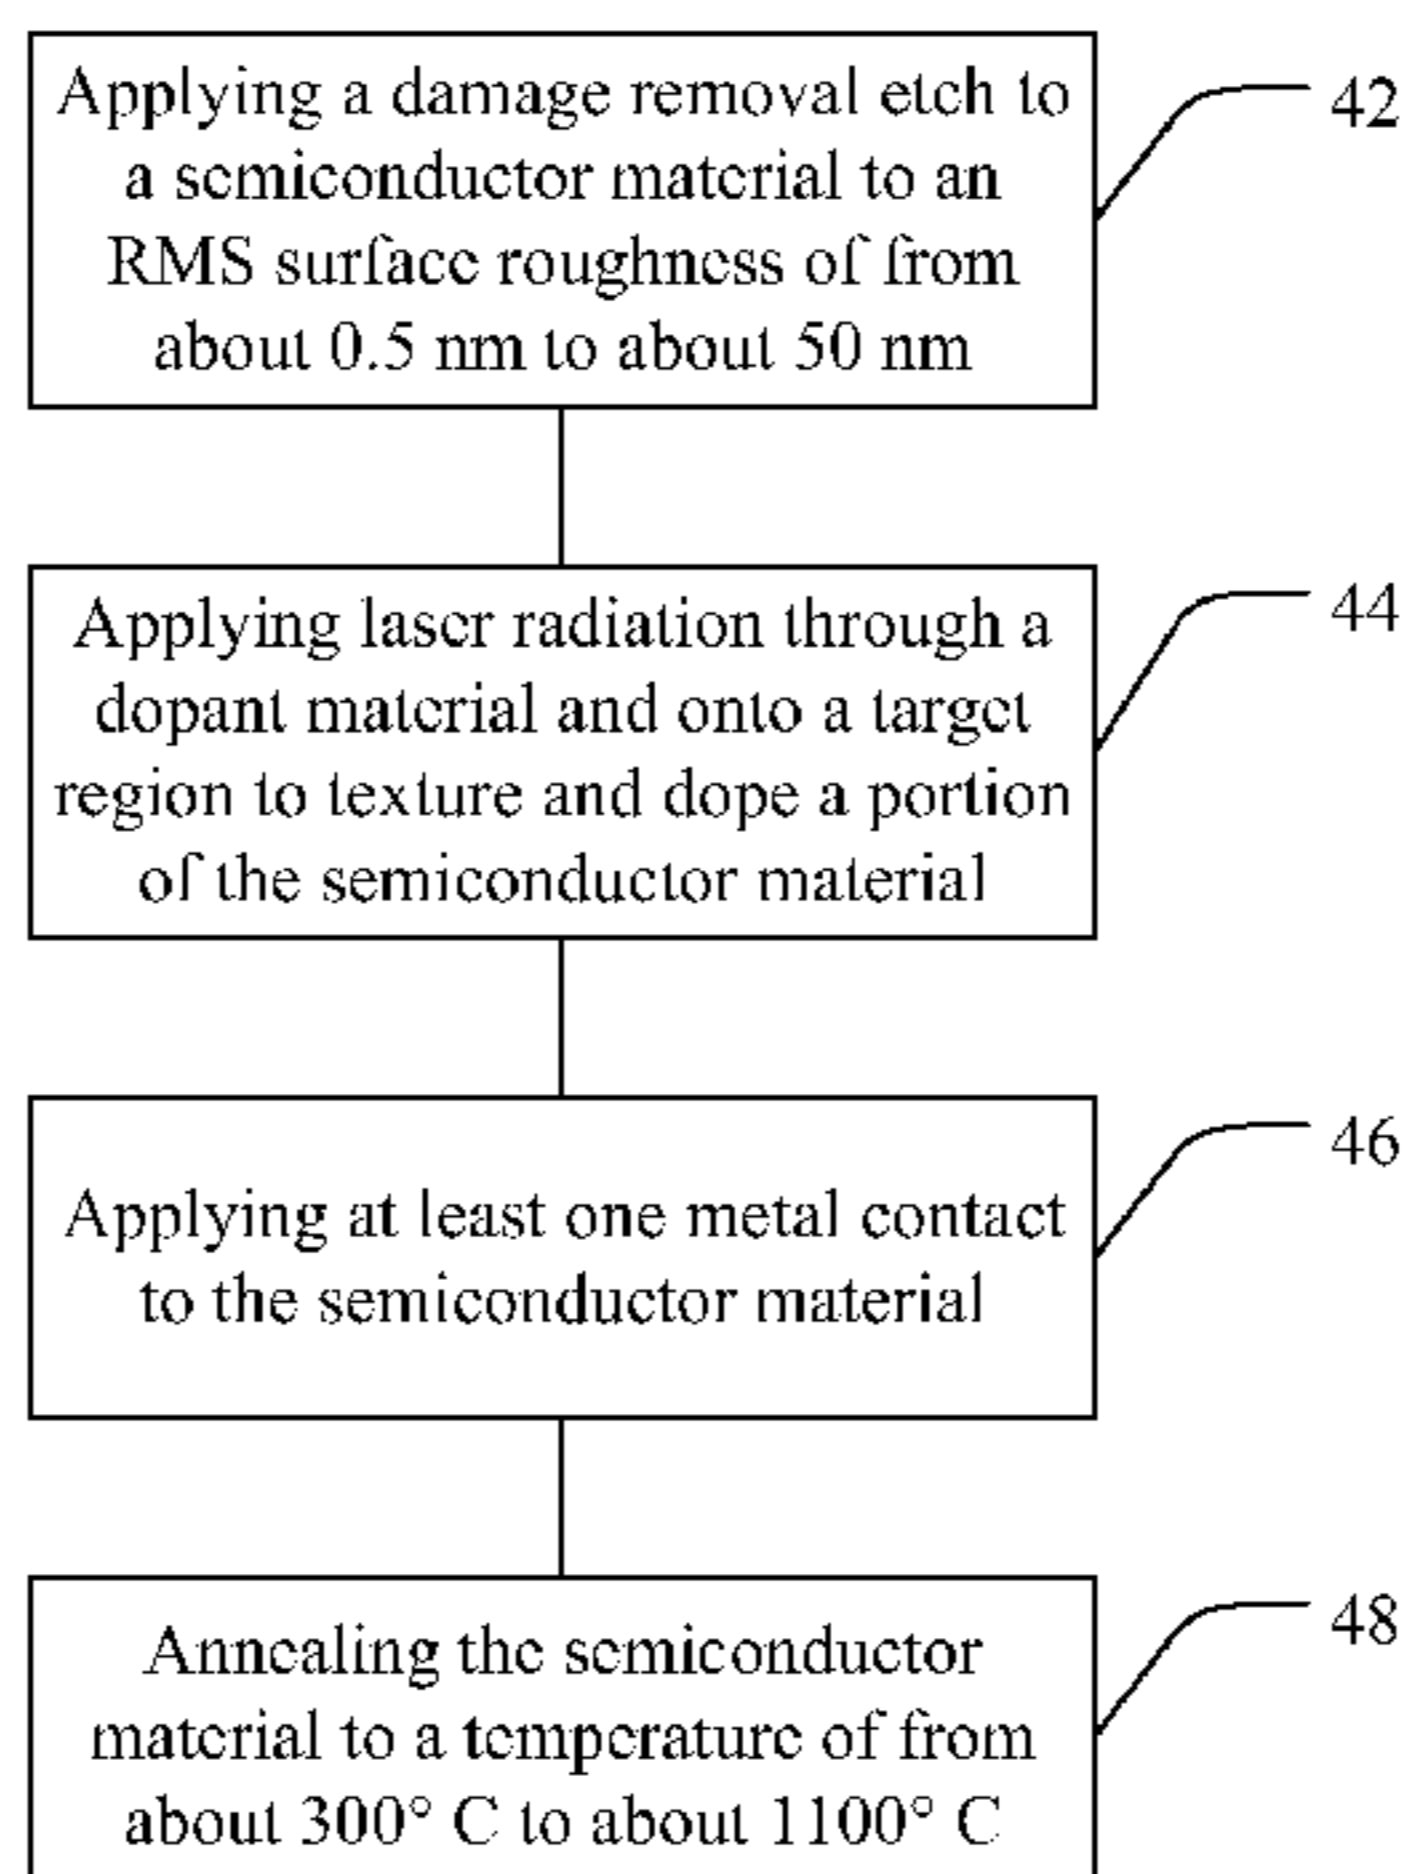 Applying a damage removal etch to
a semiconductor material to an
RMS surface roughness of from
about 0.5 nm to about 50 nm
42
Applying laser radiation through a
dopant material and onto a target
region to texture and dope a portion
of the semiconductor material
44
Applying at least one metal contact
to the semiconductor material
46
Annealing the semiconductor
material to a temperature of from
about 300° C to about 1100° C
48